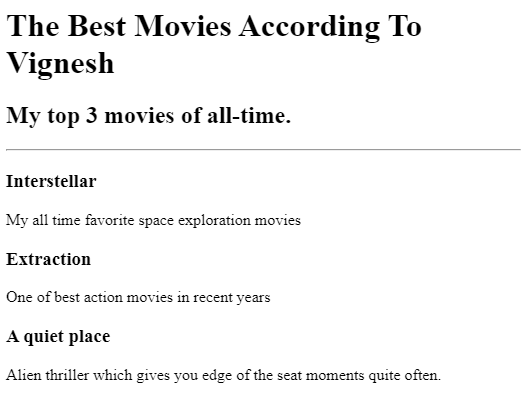 The Best Movies According To
Vignesh
My top 3 movies of all-time.
Interstellar
My all time favorite space exploration movies
Extraction
One of best action movies in recent years
A quiet place
Alien thriller which gives you edge of the seat moments quite often.